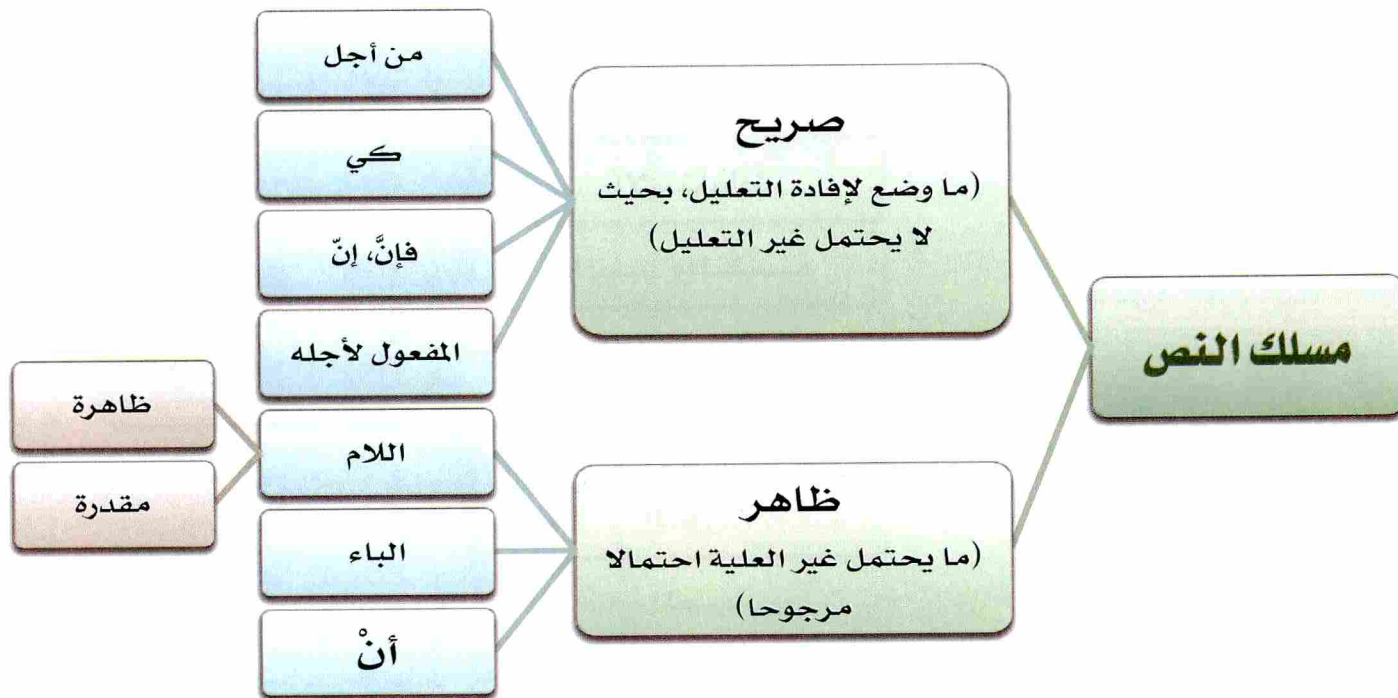 مسلك النص
صريح
(ما وضع لإفادة التعليل، بحيث
لا يحتمل غير التعليل)
من أجل
كي
فإنَّ، إنّ
المفعول لأجله
ظاهر
(ما يحتمل غير العلية احتمالا
مرجوحا)
اللام
ظاهرة
مقدرة
الباء
أنْ